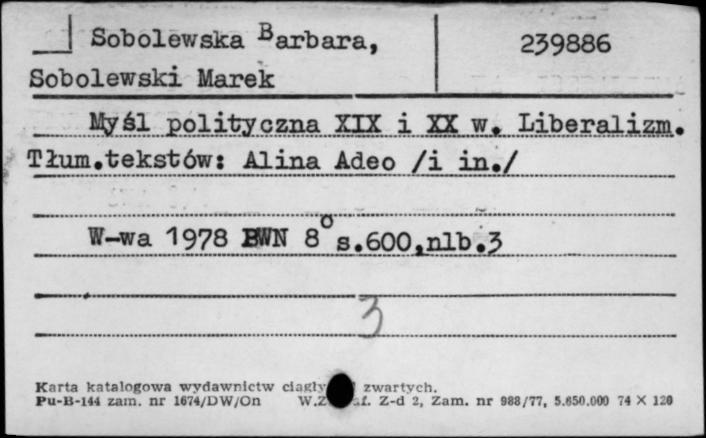 Sobolewska Barbara, 239886
Sobolewski Marek
Myśl polityczna XIX i XX w. Liberalizm.
Tłum.tekstów: Alina Adeo /i in./
W-wa 1978 PWN 8° s.600,nlb.3
3
Karta katalogowa wydawnictw zwartych.
Pu-B-144 zam. nr 1674/DW/On W.Z f. Z-d 2, Zam. nr 988/77, 5.650.000 74 X 120